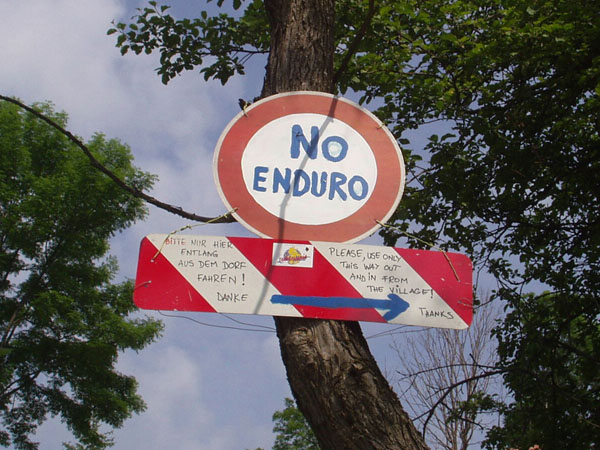 NO
ENDURO
BITTE NUR HIER
ENTLANG
AUS DEM DORF
FAHREN!
DANKE
PLEASE, USE ONLY
THIS WAY OUT
AND IN FROM
THE VILLAGE!
THANKS